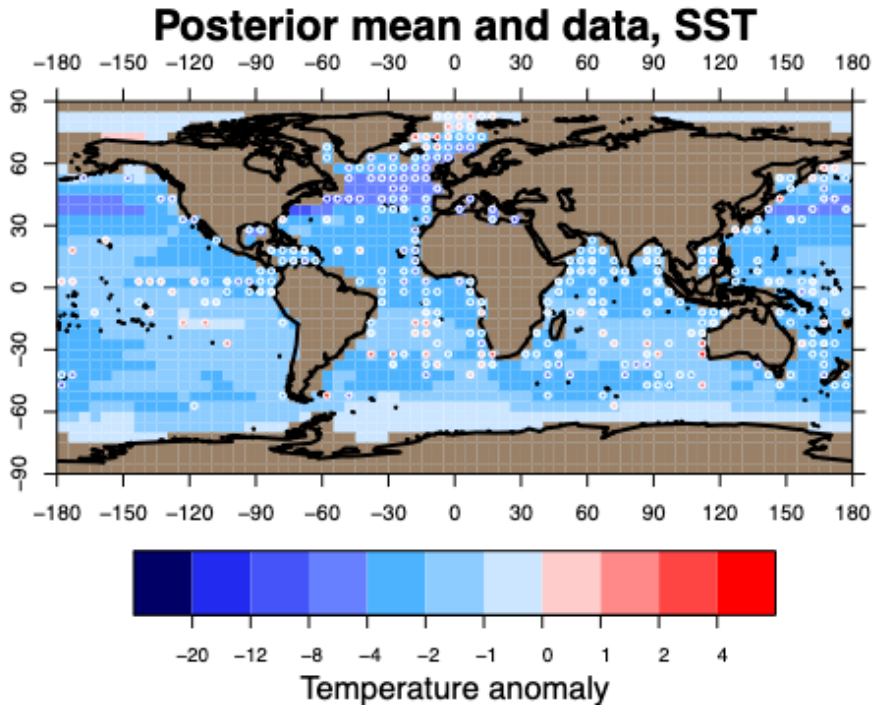 Posterior mean and data, SST
−180 −150 −120 −90 −60 −30 0 30 60 90 120 150 180
90
60
30
0
−30
−60
−90
−180 −150 −120 −90 −60 −30 0 30 60 90 120 150 180
−20 −12 −8 −4 −2 −1 0 1 2 4
Temperature anomaly